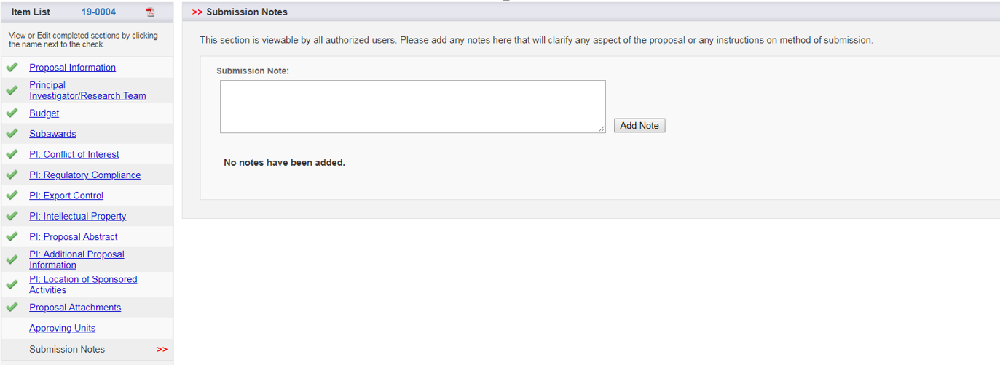 Item List 19-0004
View or Edit completed sections by clicking
the name next to the check.
Proposal Information
Principal
Investigator/Research Team
Budget
Subawards
PI: Conflict of Interest
PI: Regulatory Compliance
PI: Export Control
PI: Intellectual Property
PI: Proposal Abstract
PI: Additional Proposal
Information
PI: Location of Sponsored
Activities
Proposal Attachments
Approving Units
Submission Notes >>
>> Submission Notes
This section is viewable by all authorized users. Please add any notes here that will clarify any aspect of the proposal or any instructions on method of submission.
Submission Note:
Add Note
No notes have been added.